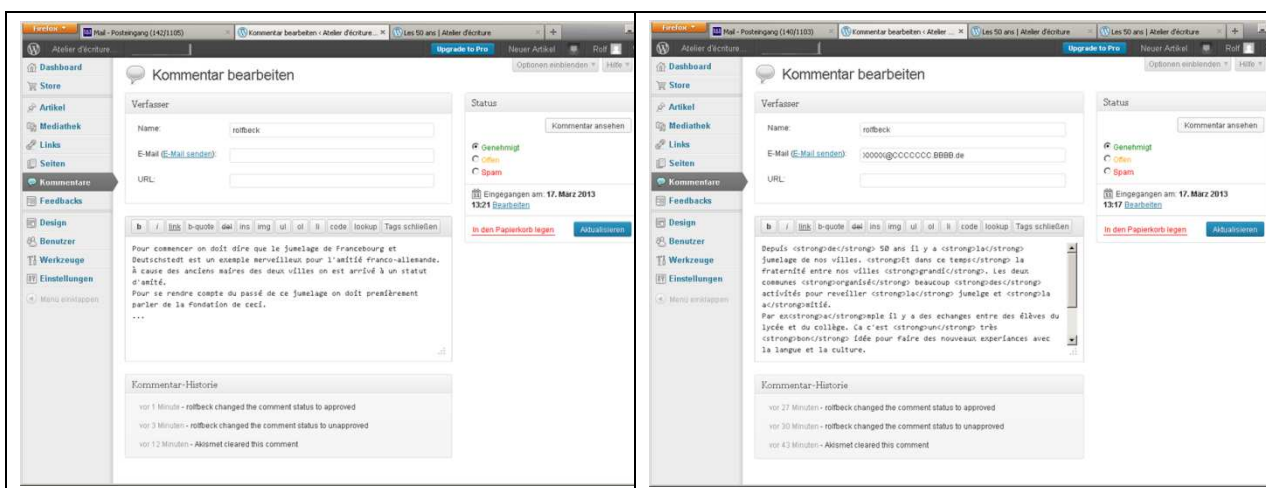 Firefox
Mail - Posteingang (142/1105)
Kommentar bearbeiten ‹ Atelier d'écriture...
Les 50 ans | Atelier d'écriture
Atelier d'écriture...
Upgrade to Pro
Neuer Artikel
Rolf
Dashboard
Store
Artikel
Mediathek
Links
Seiten
Kommentare
Feedbacks
Design
Benutzer
Werkzeuge
Einstellungen
Menü einklappen
Optionen einblenden
Hilfe
Kommentar bearbeiten
Verfasser
Name: rolfbeck
E-Mail (E-Mail senden):
URL:
b i link b-quote del ins img ul ol li code lookup Tags schließen
Pour commencer on doit dire que le jumelage de Francebourg et
Deutschstedt est un exemple merveilleux pour l'amitié franco-allemande.
À cause des anciens maires des deux villes on est arrivé à un statut
d'amité.
Pour se rendre compte du passé de ce jumelage on doit premièrement
parler de la fondation de ceci.
...
Kommentar-Historie
vor 1 Minute - rolfbeck changed the comment status to approved
vor 3 Minuten - rolfbeck changed the comment status to unapproved
vor 12 Minuten - Akismet cleared this comment
Status
Kommentar ansehen
Genehmigt
Offen
Spam
Eingegangen am: 17. März 2013
13:21 Bearbeiten
In den Papierkorb legen Aktualisieren
Firefox
Mail - Posteingang (140/1103)
Kommentar bearbeiten ‹ Atelier ...
Les 50 ans | Atelier d'écriture
Les 50 ans | Atelier d'écriture
Atelier d'écriture...
Upgrade to Pro
Neuer Artikel
Rolf
Dashboard
Store
Artikel
Mediathek
Links
Seiten
Kommentare
Feedbacks
Design
Benutzer
Werkzeuge
Einstellungen
Menü einklappen
Optionen einblenden
Hilfe
Kommentar bearbeiten
Verfasser
Name: rolfbeck
E-Mail (E-Mail senden):
URL:
b i link b-quote del ins img ul ol li code lookup Tags schließen
Depuis <strong>de</strong> 50 ans il y a <strong>la</strong>
jumelage de nos villes. <strong>Et dans ce temps</strong> la
fraternité entre nos villes <strong>grandi</strong>. Les deux
communes <strong>organisé</strong> beaucoup <strong>des</strong>
activités pour reveiller <strong>la</strong> jumelge et <strong>la
a</strong>mitié.
Par ex<strong>a</strong>mple il y a des echanges entre des élèves du
lycée et du collège. Ca c'est <strong>un</strong> très
<strong>bon</strong> idée pour faire des nouveaux experiances avec
la langue et la culture.
Kommentar-Historie
vor 27 Minuten - rolfbeck changed the comment status to approved
vor 30 Minuten - rolfbeck changed the comment status to unapproved
vor 43 Minuten - Akismet cleared this comment
Status
Kommentar ansehen
Genehmigt
Offen
Spam
Eingegangen am: 17. März 2013
13:17 Bearbeiten
In den Papierkorb legen Aktualisieren